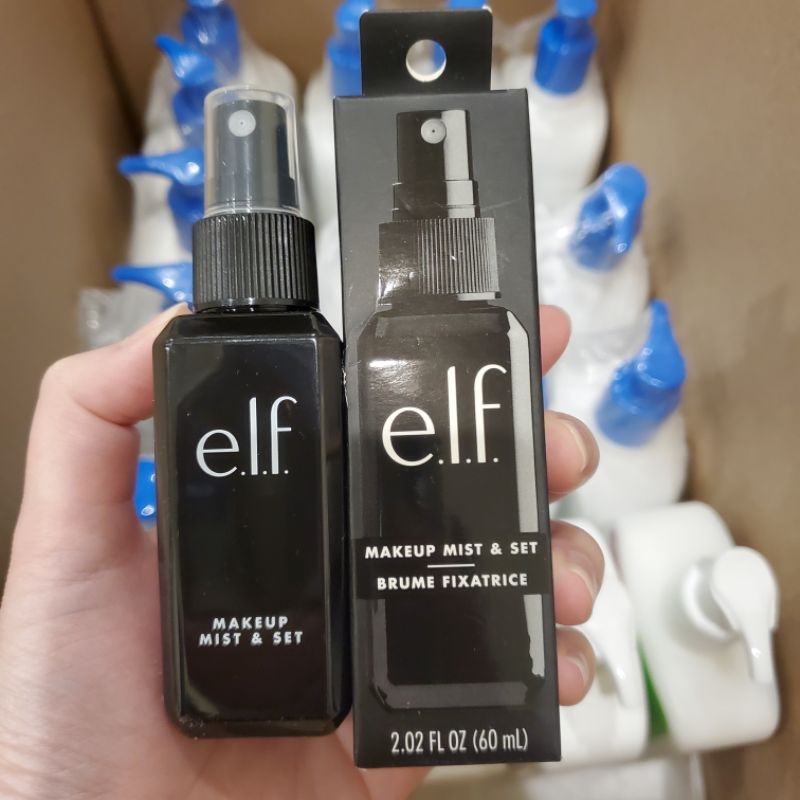 e.l.f.
MAKEUP
MIST & SET
e.l.f.
MAKEUP MIST & SET
BRUME FIXATRICE
2.02 FL OZ (60 mL)